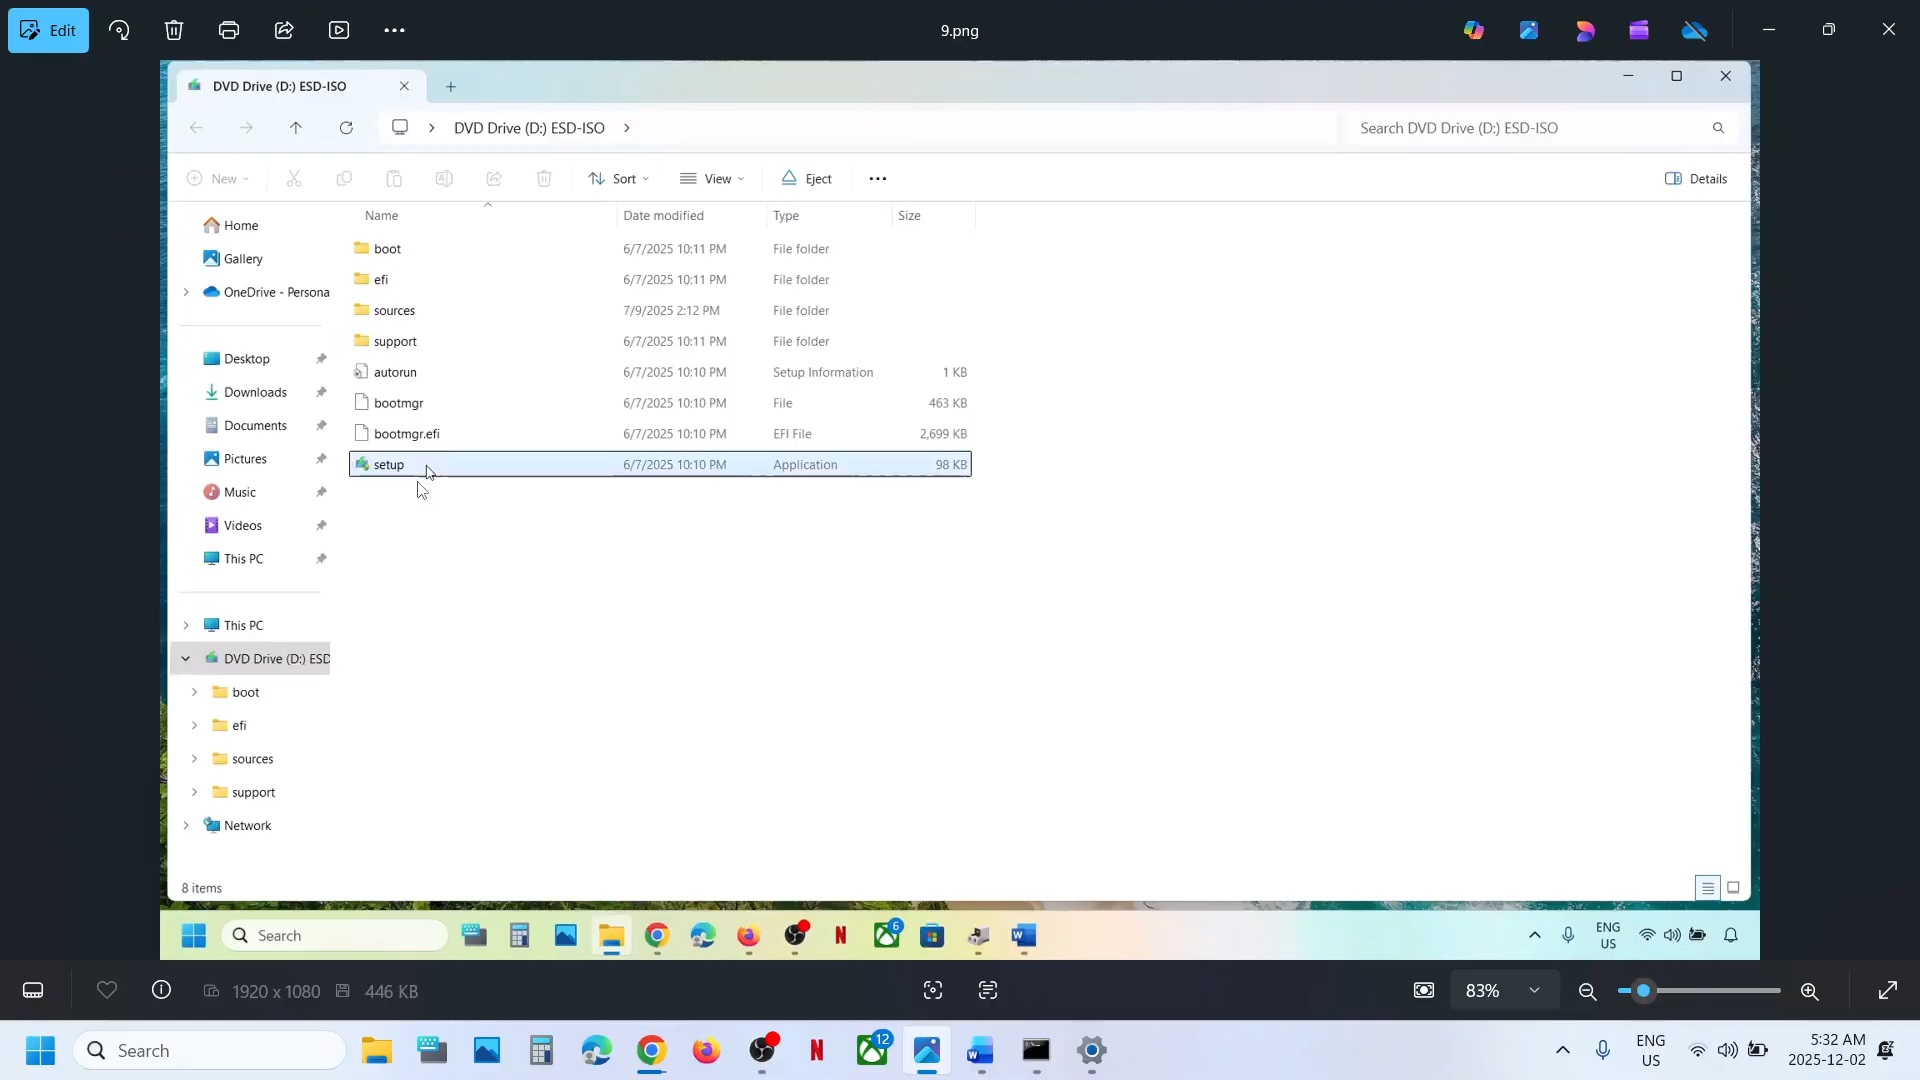 Edit
9.png
DVD Drive (D:) ESD-ISO
DVD Drive (D:) ESD-ISO
Search DVD Drive (D:) ESD-ISO
New
Sort
View
Eject
Details
Name Date modified Type Size
boot 6/7/2025 10:11 PM File folder
efi 6/7/2025 10:11 PM File folder
sources 7/9/2025 2:12 PM File folder
support 6/7/2025 10:11 PM File folder
autorun 6/7/2025 10:10 PM Setup Information 1 KB
bootmgr 6/7/2025 10:10 PM File 463 KB
bootmgr.efi 6/7/2025 10:10 PM EFI File 2,699 KB
setup 6/7/2025 10:10 PM Application 98 KB
Home
Gallery
OneDrive - Persona
Desktop
Downloads
Documents
Pictures
Music
Videos
This PC
This PC
DVD Drive (D:) ESD
boot
efi
sources
support
Network
8 items
Search
6
W
ENG
US
1920 x 1080
446 KB
83%
Search
12
W
ENG
US
5:32 AM
2025-12-02